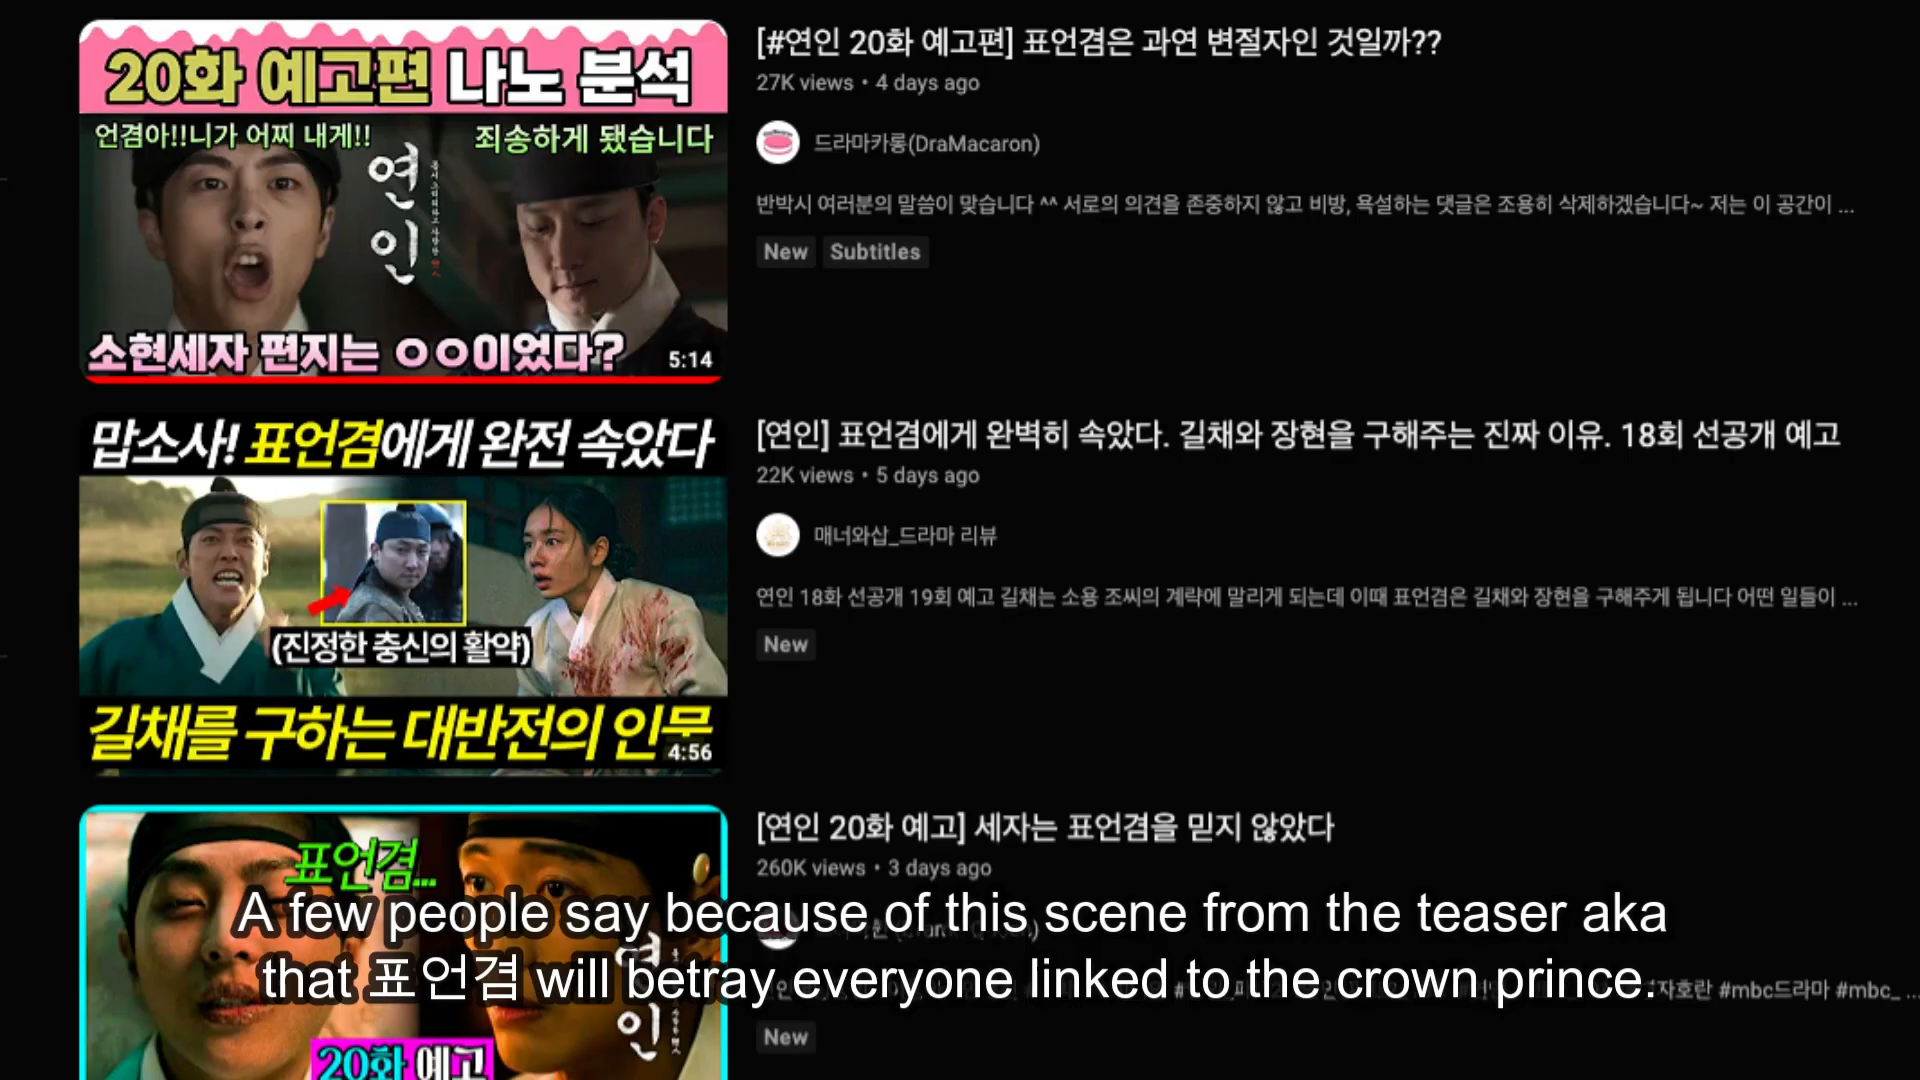 20화 예고편 나노 분석
언겸아!!니가 어찌 내게!!
죄송하게 됐습니다
연인
소현세자 편지는 ㅇㅇ이었다?
5:14
[#연인 20화 예고편] 표언겸은 과연 변절자인 것일까??
27K views • 4 days ago
드라마카롱(DraMacaron)
반박시 여러분의 말씀이 맞습니다 ^^ 서로의 의견을 존중하지 않고 비방, 욕설하는 댓글은 조용히 삭제하겠습니다~ 저는 이 공간이 ...
New
Subtitles
맙소사! 표언겸에게 완전 속았다
(진정한 충신의 활약)
길채를 구하는 대반전의 인물
4:56
[연인] 표언겸에게 완벽히 속았다. 길채와 장현을 구해주는 진짜 이유. 18회 선공개 예고
22K views • 5 days ago
매너와삽_드라마 리뷰
연인 18화 선공개 19회 예고 길채는 소용 조씨의 계략에 말리게 되는데 이때 표언겸은 길채와 장현을 구해주게 됩니다 어떤 일들이 ...
New
표언겸...
연인
20화 예고
[연인 20화 예고] 세자는 표언겸을 믿지 않았다
260K views • 3 days ago
A few people say because of this scene from the teaser aka
that 표언겸 will betray everyone linked to the crown prince.
자호란 #mbc드라마 #mbc_ ...
New